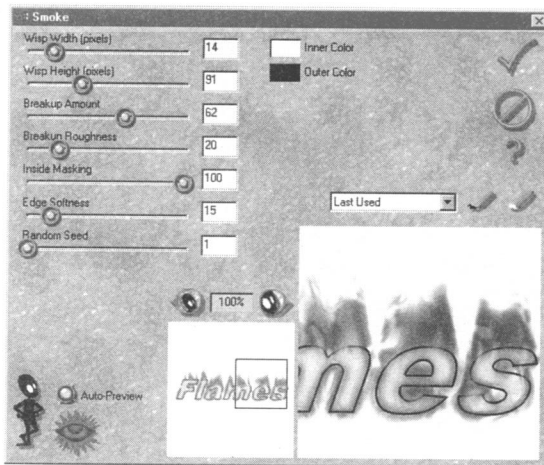 : Smoke
Wisp Width (pixels)
14
Inner Color
Wisp Height (pixels)
91
Outer Color
Breakup Amount
62
Breakup Roughness
20
?
Inside Masking
100
Edge Softness
15
Last Used
Random Seed
1
100%
Flames
mes
Auto-Preview